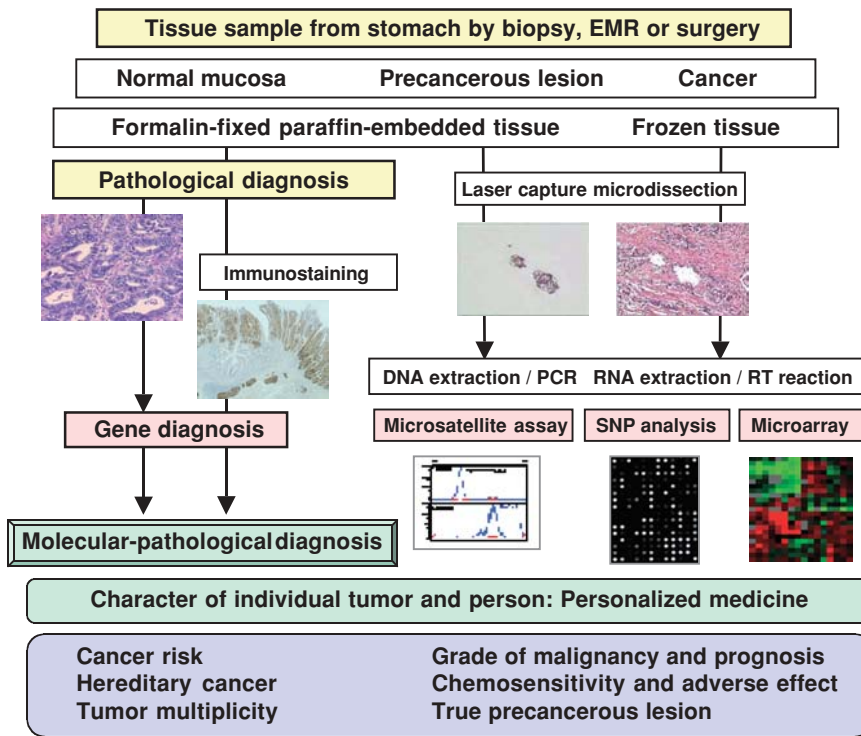 Tissue sample from stomach by biopsy, EMR or surgery
Normal mucosa Precancerous lesion Cancer
Formalin-fixed paraffin-embedded tissue Frozen tissue
Pathological diagnosis
Laser capture microdissection
Immunostaining
DNA extraction / PCR RNA extraction / RT reaction
Gene diagnosis
Microsatellite assay SNP analysis Microarray
Molecular-pathological diagnosis
Character of individual tumor and person: Personalized medicine
Cancer risk
Hereditary cancer
Tumor multiplicity
Grade of malignancy and prognosis
Chemosensitivity and adverse effect
True precancerous lesion